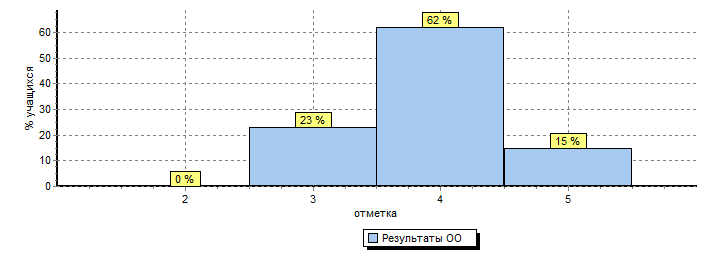 % учащихся
60
50
40
30
20
10
0
0 %
23 %
62 %
15 %
2 3 4 5
отметка
Результаты ОО